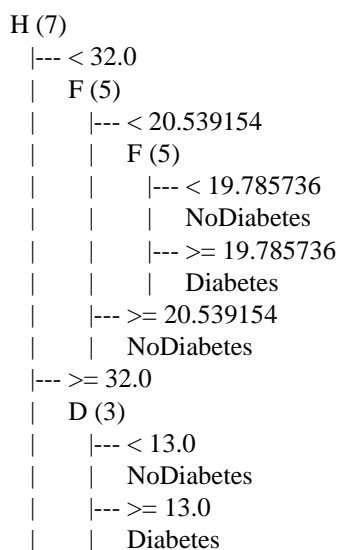 H (7)
|--- < 32.0
| F (5)
| |--- < 20.539154
| | F (5)
| | |--- < 19.785736
| | | NoDiabetes
| | |--- >= 19.785736
| | | Diabetes
| |--- >= 20.539154
| | NoDiabetes
|--- >= 32.0
| D (3)
| |--- < 13.0
| | NoDiabetes
| |--- >= 13.0
| | Diabetes